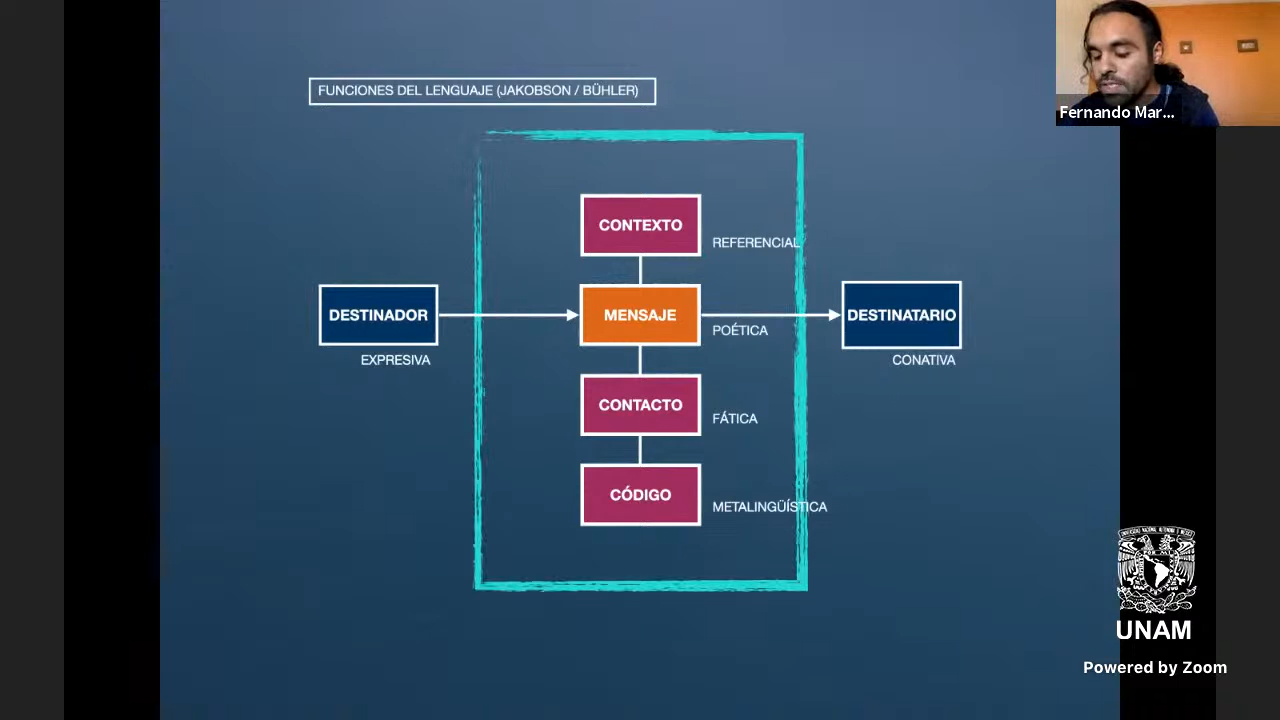 FUNCIONES DEL LENGUAJE (JAKOBSON / BÜHLER)
Fernando Mar...
CONTEXTO
REFERENCIAL
DESTINADOR
EXPRESIVA
MENSAJE
POÉTICA
DESTINATARIO
CONATIVA
CONTACTO
FÁTICA
CÓDIGO
METALINGÜÍSTICA
UNAM
Powered by Zoom